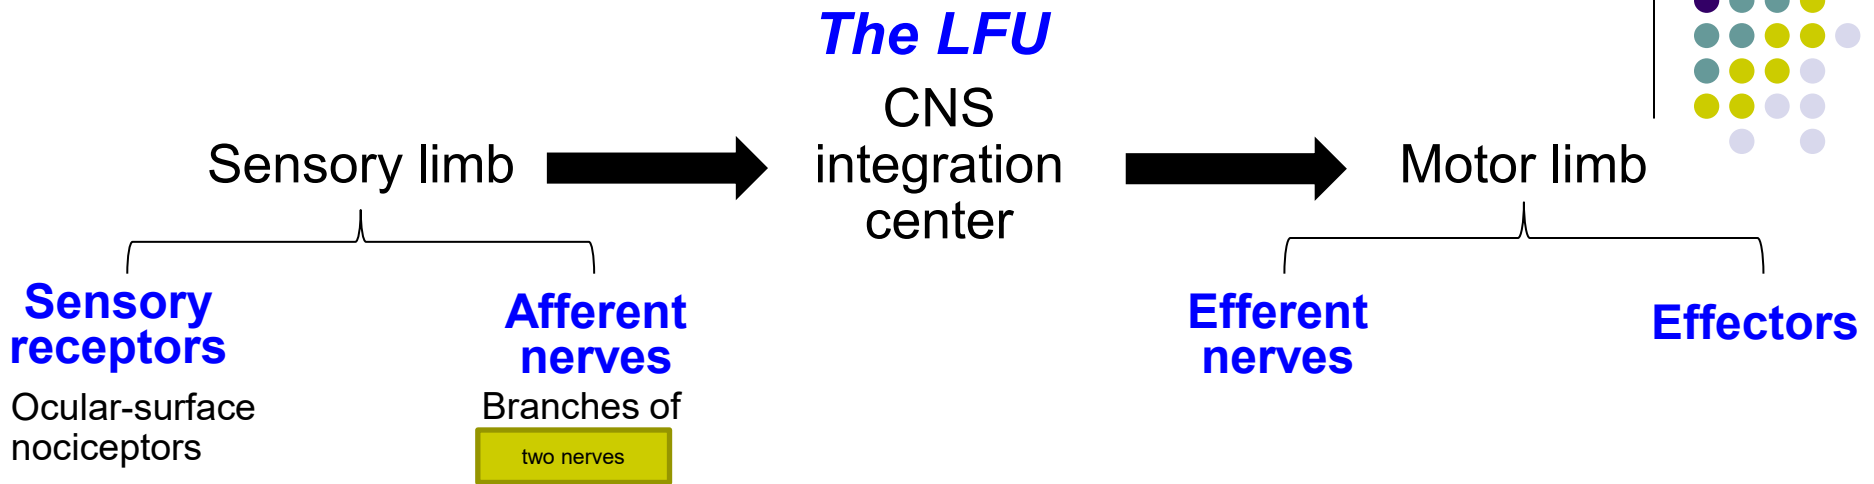 The LFU
Sensory limb
CNS
integration
center
Motor limb
Sensory
receptors
Ocular-surface
nociceptors
Afferent
nerves
Branches of
two nerves
Efferent
nerves
Effectors